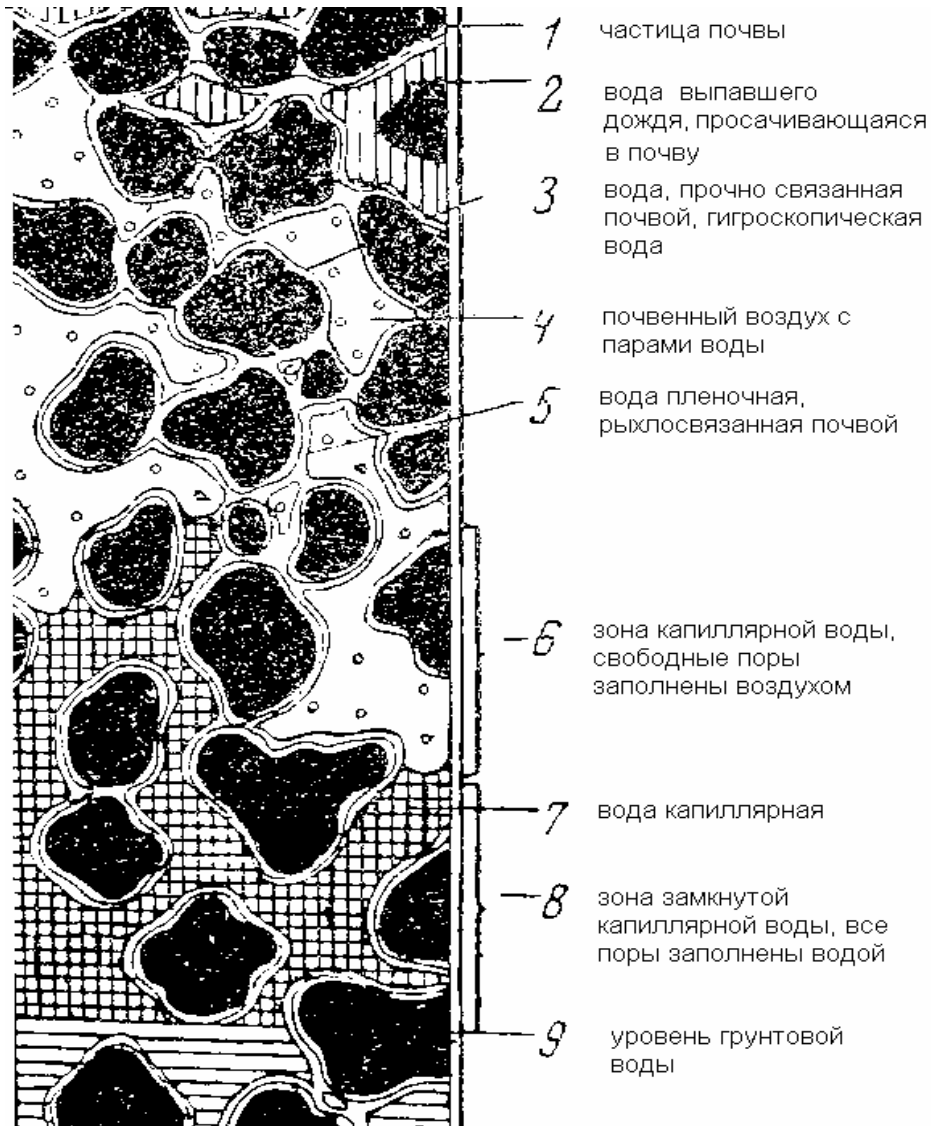 1 частица почвы
2 вода выпавшего
дождя, просачивающаяся
в почву
3 вода, прочно связанная
почвой, гигроскопическая
вода
4 почвенный воздух с
парами воды
5 вода пленочная,
рыхлосвязанная почвой
6 зона капиллярной воды,
свободные поры
заполнены воздухом
7 вода капиллярная
8 зона замкнутой
капиллярной воды, все
поры заполнены водой
9 уровень грунтовой
воды